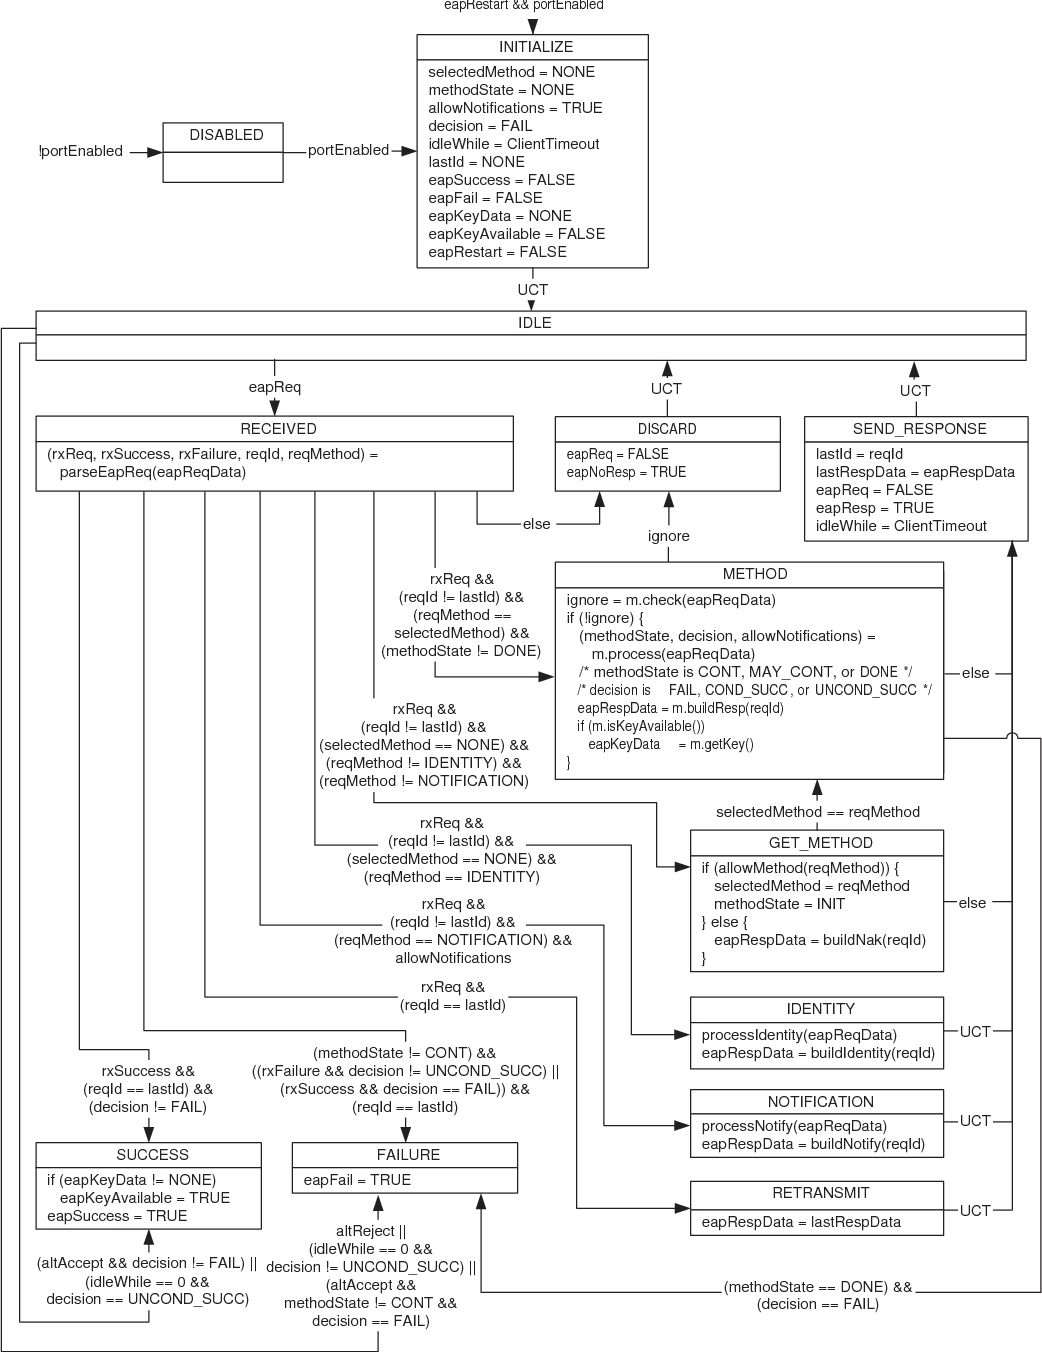 eapRestart && portEnabled
INITIALIZE
selectedMethod = NONE
methodState = NONE
allowNotifications = TRUE
decision = FAIL
idleWhile = ClientTimeout
lastId = NONE
eapSuccess = FALSE
eapFail = FALSE
eapKeyData = NONE
eapKeyAvailable = FALSE
eapRestart = FALSE
!portEnabled
DISABLED
portEnabled
UCT
IDLE
eapReq
UCT
UCT
RECEIVED
(rxReq, rxSuccess, rxFailure, reqId, reqMethod) =
parseEapReq(eapReqData)
DISCARD
eapReq = FALSE
eapNoResp = TRUE
SEND_RESPONSE
lastId = reqId
lastRespData = eapRespData
eapReq = FALSE
eapResp = TRUE
idleWhile = ClientTimeout
else
ignore
rxReq &&
(reqId != lastId) &&
(reqMethod ==
selectedMethod) &&
(methodState != DONE)
METHOD
ignore = m.check(eapReqData)
if (!ignore) {
(methodState, decision, allowNotifications) =
m.process(eapReqData)
/* methodState is CONT, MAY_CONT, or DONE */
/* decision is FAIL, COND_SUCC, or UNCOND_SUCC */
eapRespData = m.buildResp(reqId)
if (m.isKeyAvailable())
eapKeyData = m.getKey()
}
else
rxReq &&
(reqId != lastId) &&
(selectedMethod == NONE) &&
(reqMethod != IDENTITY) &&
(reqMethod != NOTIFICATION)
selectedMethod == reqMethod
rxReq &&
(reqId != lastId) &&
(selectedMethod == NONE) &&
(reqMethod == IDENTITY)
GET_METHOD
if (allowMethod(reqMethod)) {
selectedMethod = reqMethod
methodState = INIT
} else {
eapRespData = buildNak(reqId)
}
else
rxReq &&
(reqId != lastId) &&
(reqMethod == NOTIFICATION) &&
allowNotifications
rxReq &&
(reqId == lastId)
IDENTITY
processIdentity(eapReqData)
eapRespData = buildIdentity(reqId)
UCT
rxSuccess &&
(reqId == lastId) &&
(decision != FAIL)
(methodState != CONT) &&
((rxFailure && decision != UNCOND_SUCC) ||
(rxSuccess && decision == FAIL)) &&
(reqId == lastId)
NOTIFICATION
processNotify(eapReqData)
eapRespData = buildNotify(reqId)
UCT
SUCCESS
if (eapKeyData != NONE)
eapKeyAvailable = TRUE
eapSuccess = TRUE
FAILURE
eapFail = TRUE
RETRANSMIT
eapRespData = lastRespData
UCT
(altAccept && decision != FAIL) ||
(idleWhile == 0 &&
decision == UNCOND_SUCC)
altReject ||
(idleWhile == 0 &&
decision != UNCOND_SUCC) ||
(altAccept &&
methodState != CONT &&
decision == FAIL)
(methodState == DONE) &&
(decision == FAIL)